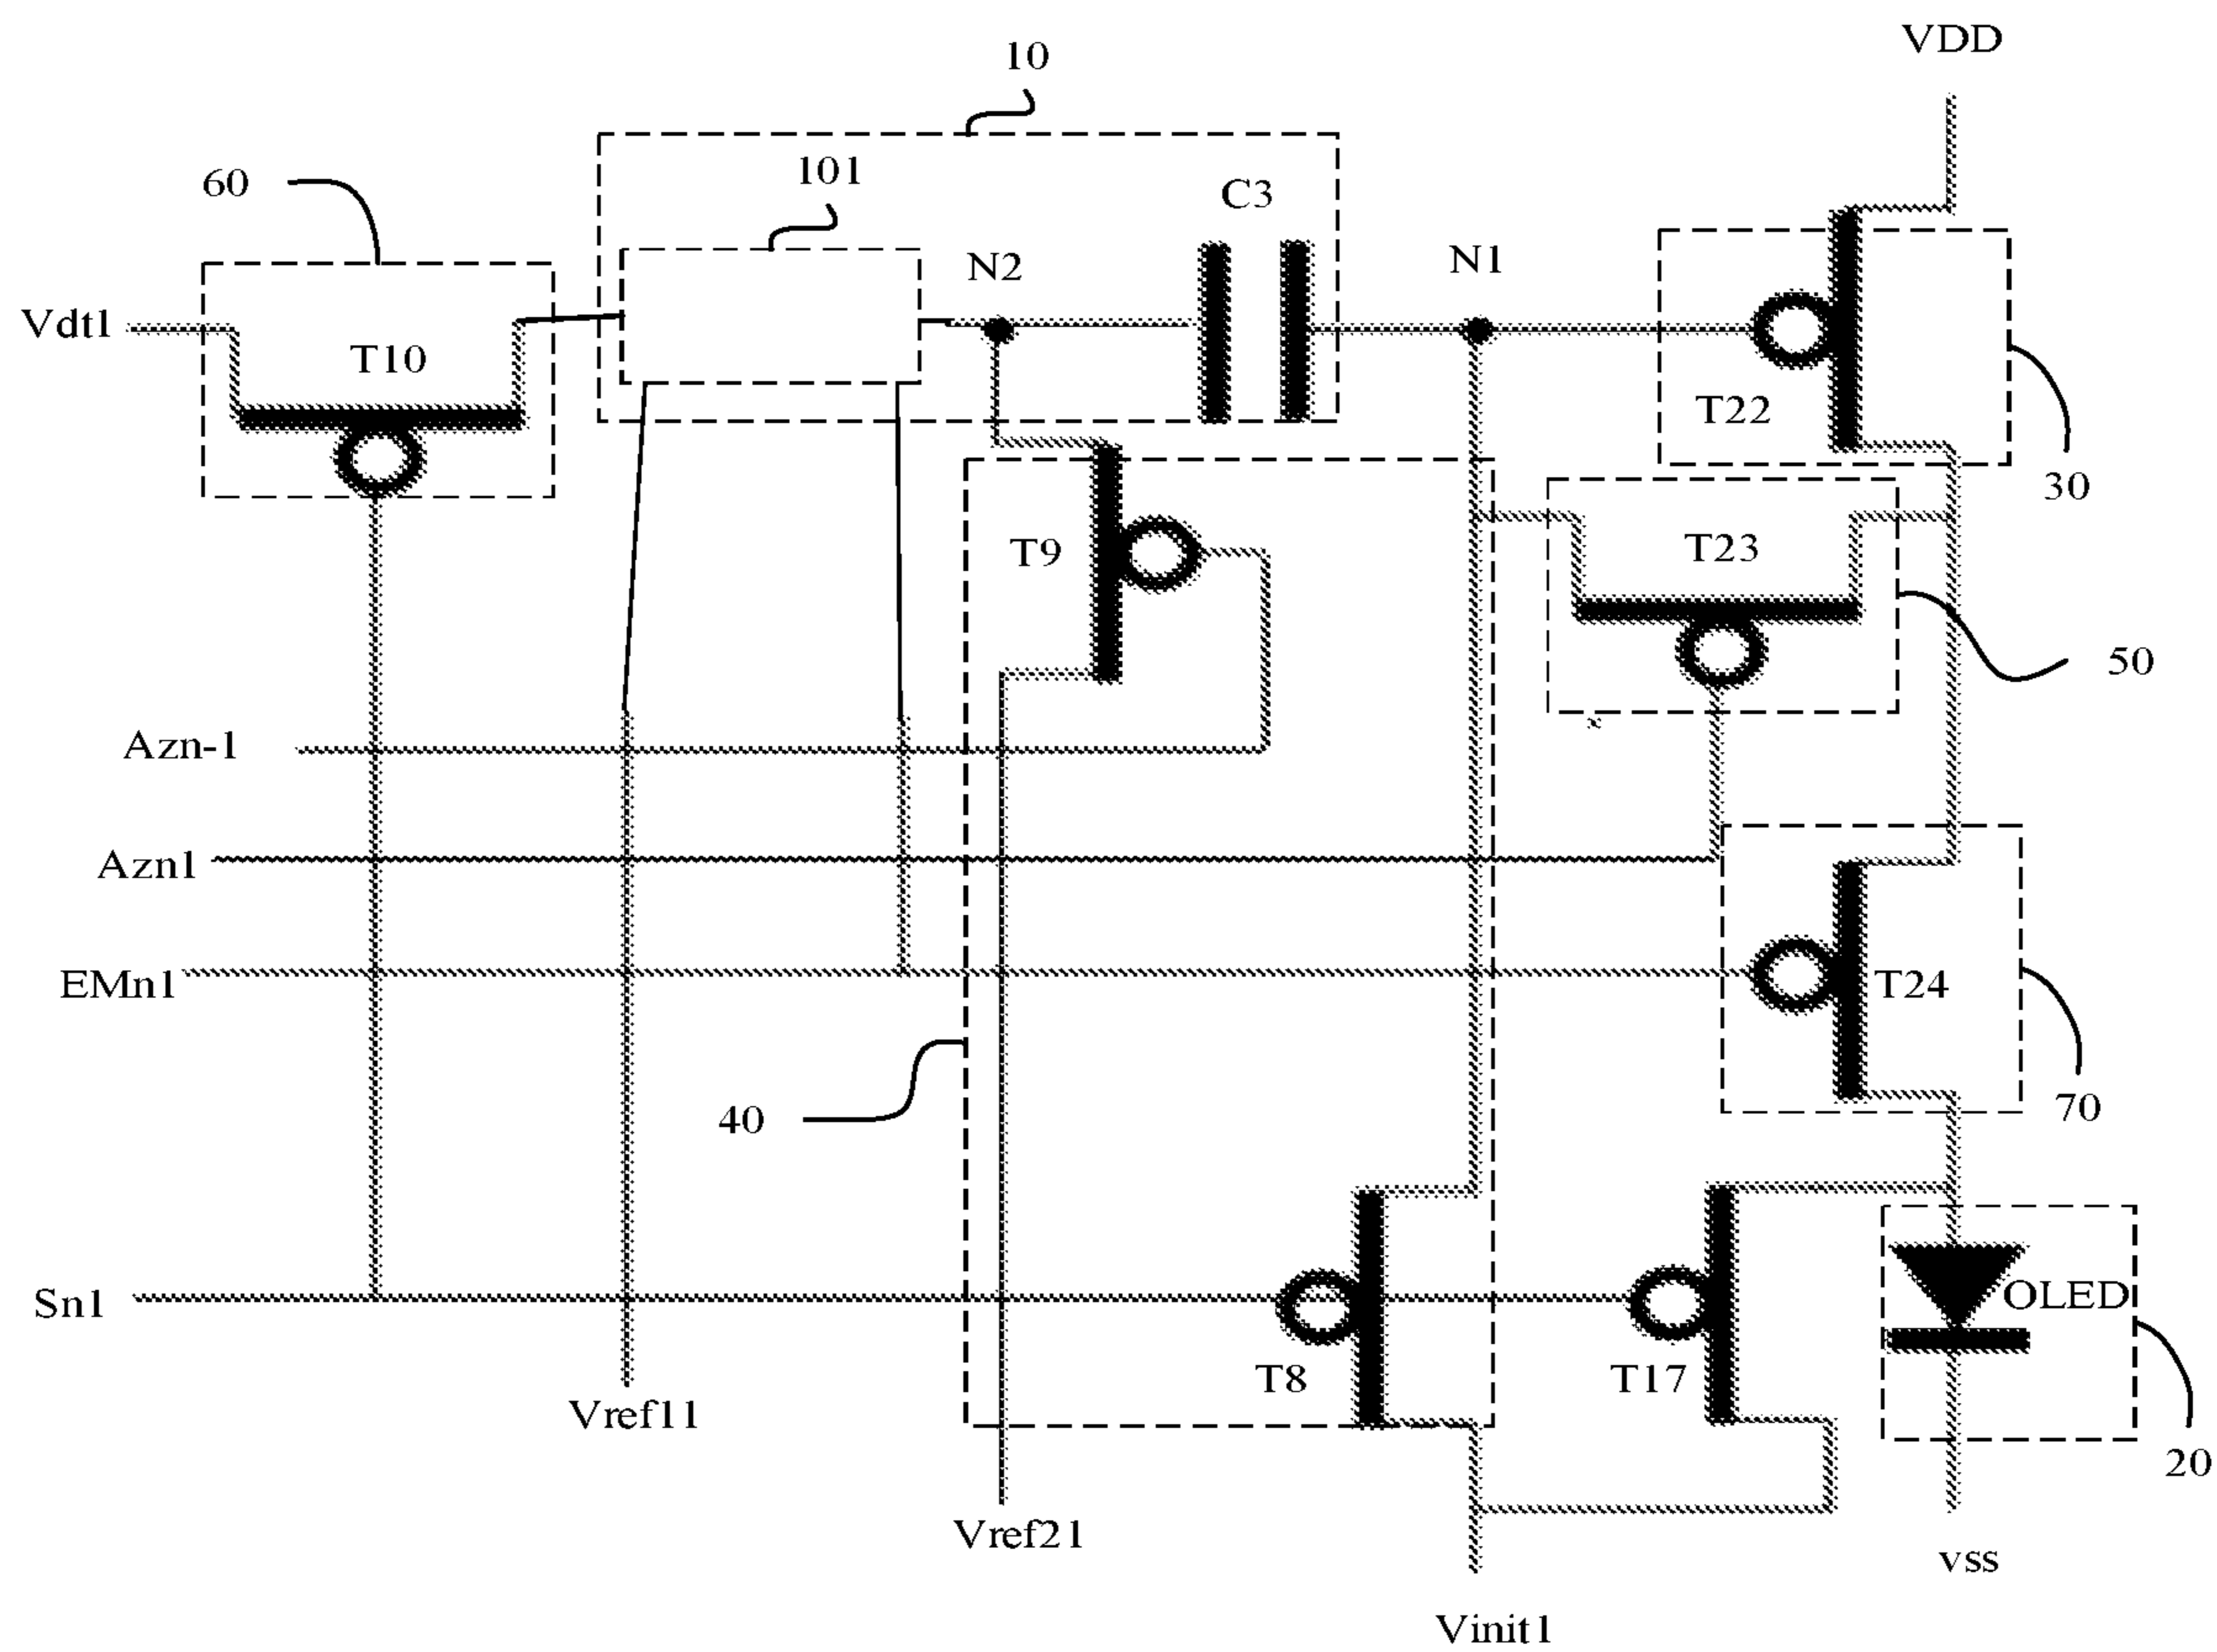 VDD
10
101
60
C3
N2
N1
Vdt1
T10
T22
30
T9
T23
50
Azn-1
Azn1
EMn1
T24
40
70
Sn1
OLED
T8
T17
Vref11
20
Vref21
vss
Vinit1